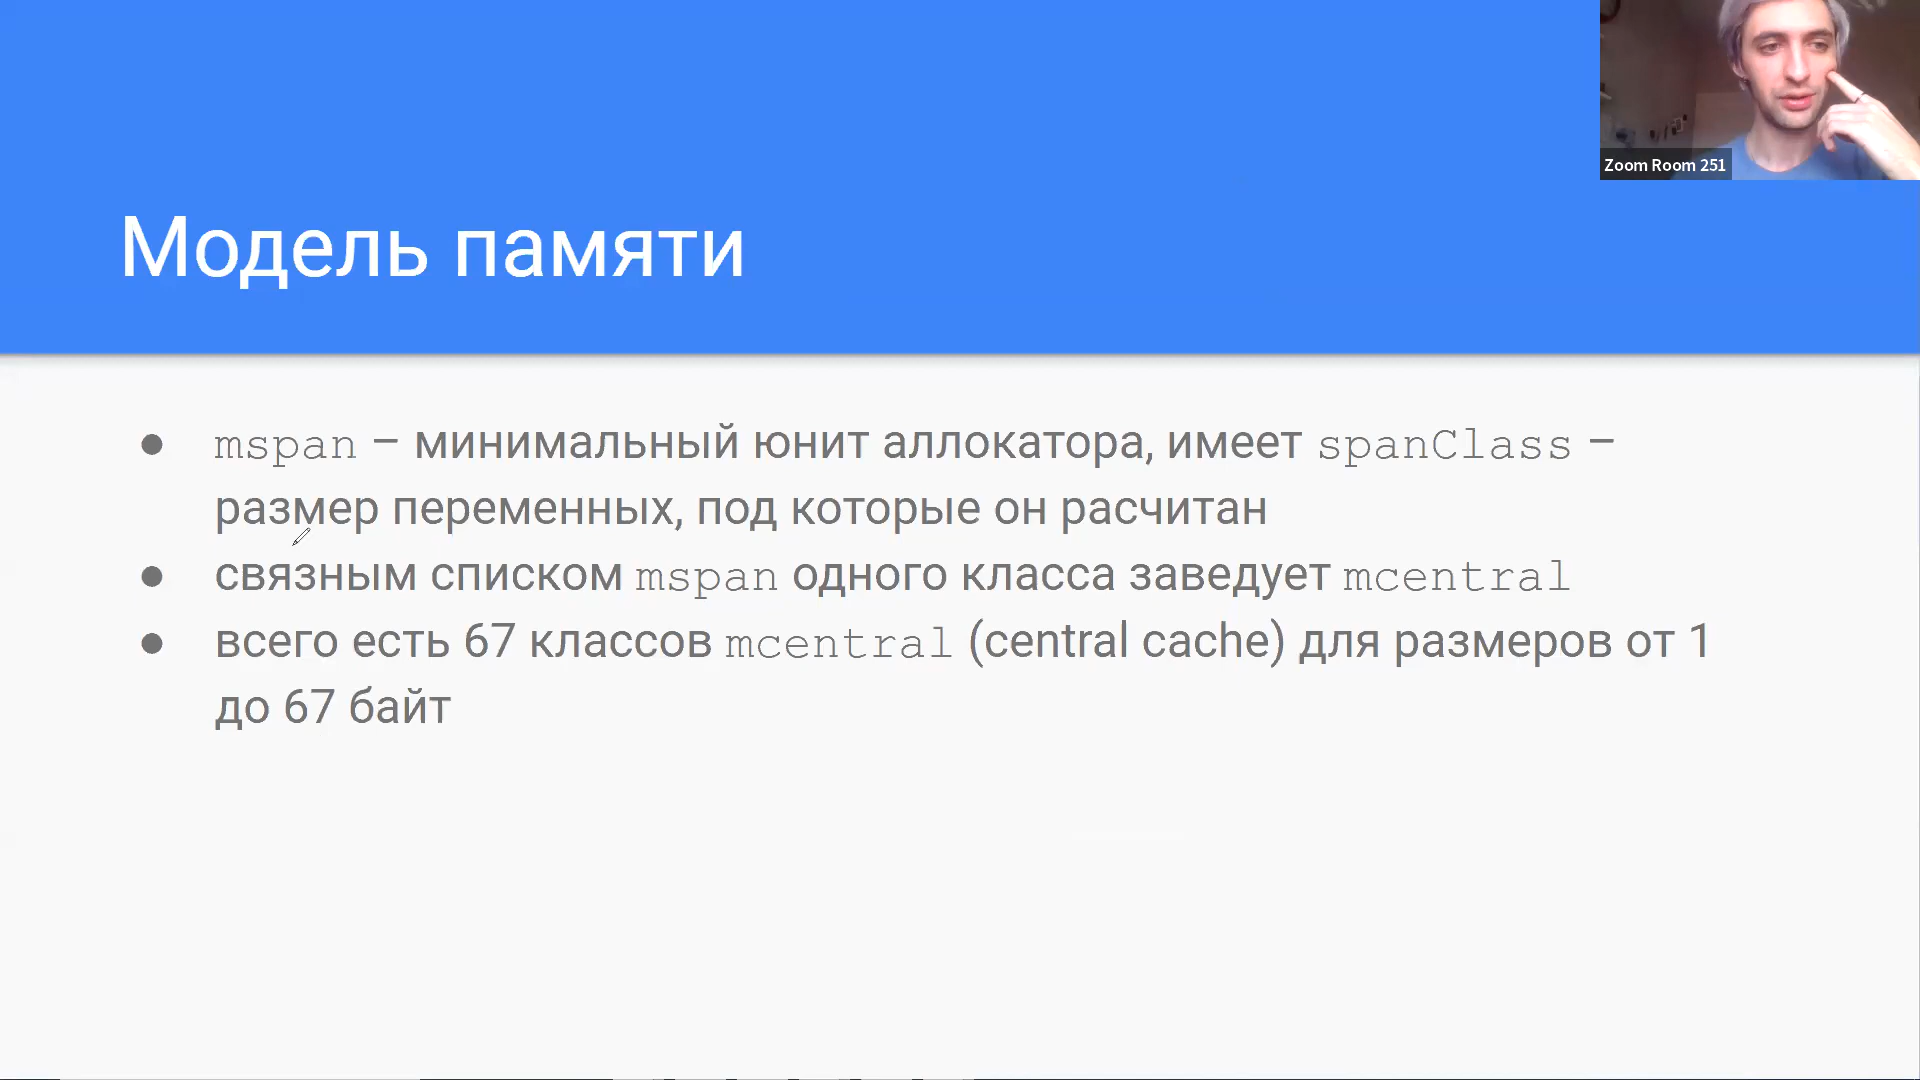 Zoom Room 251
Модель памяти
● mspan – минимальный юнит аллокатора, имеет spanClass –
размер переменных, под которые он расчитан
● связным списком mspan одного класса заведует mcentral
● всего есть 67 классов mcentral (central cache) для размеров от 1
до 67 байт